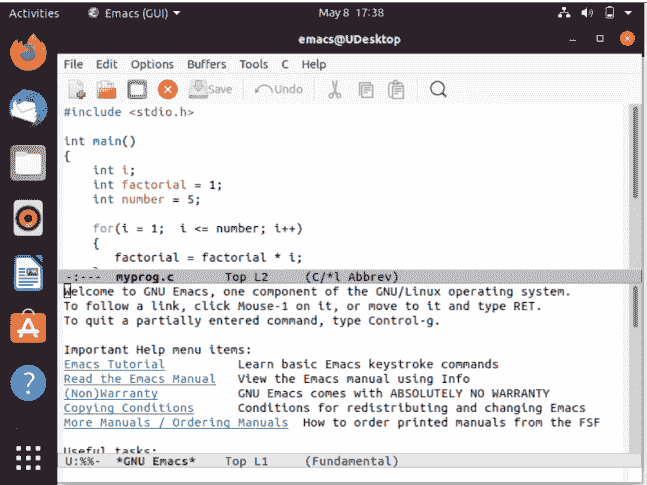 Activities Emacs (GUI) May 8 17:38
emacs@UDesktop
File Edit Options Buffers Tools C Help
Save Undo
#include <stdio.h>
int main()
{
int i;
int factorial = 1;
int number = 5;
for(i = 1; i <= number; i++)
{
factorial = factorial * i;
-:--- myprog.c Top L2 (C/*l Abbrev)
Welcome to GNU Emacs, one component of the GNU/Linux operating system.
To follow a link, click Mouse-1 on it, or move to it and type RET.
To quit a partially entered command, type Control-g.
Important Help menu items:
Emacs Tutorial Learn basic Emacs keystroke commands
Read the Emacs Manual View the Emacs manual using Info
(Non)Warranty GNU Emacs comes with ABSOLUTELY NO WARRANTY
Copying Conditions Conditions for redistributing and changing Emacs
More Manuals / Ordering Manuals How to order printed manuals from the FSF
Useful tasks:
U:%%- *GNU Emacs* Top L1 (Fundamental)